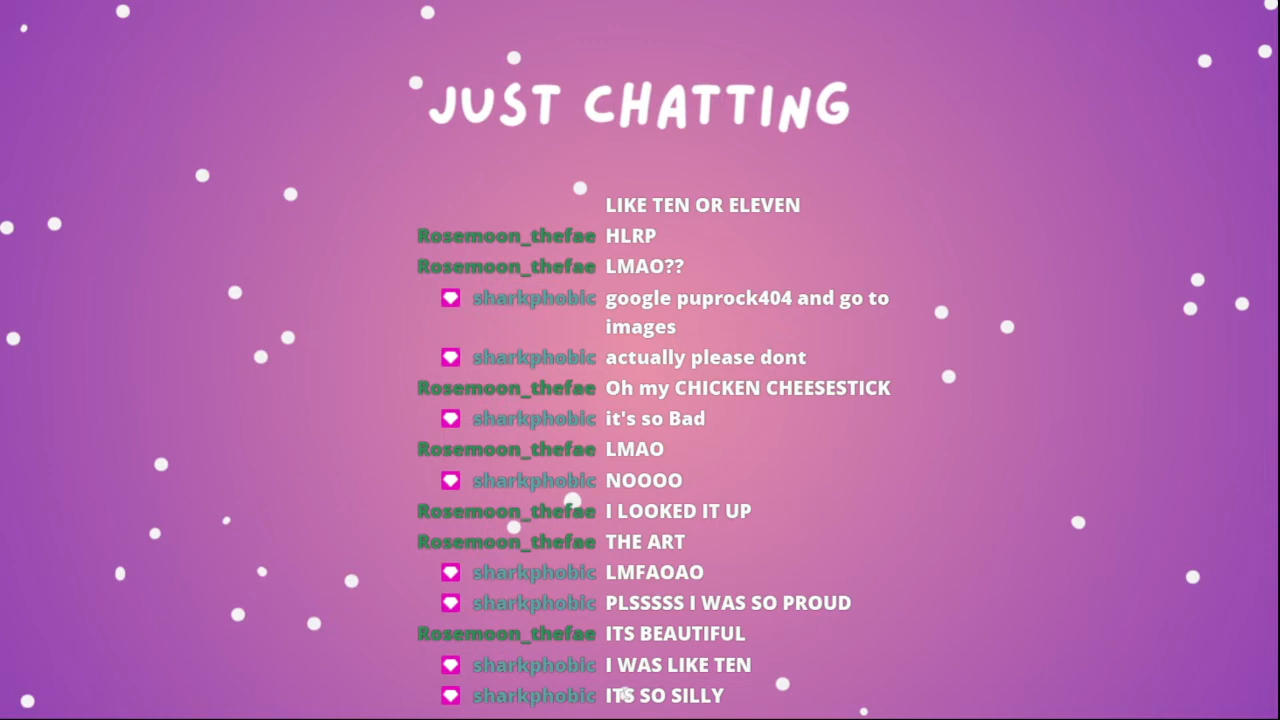 JUST CHATTING
LIKE TEN OR ELEVEN
Rosemoon_thefae HLRP
Rosemoon_thefae LMAO??
sharkphobic google puprock404 and go to
images
sharkphobic actually please dont
Rosemoon_thefae Oh my CHICKEN CHEESESTICK
sharkphobic it's so Bad
Rosemoon_thefae LMAO
sharkphobic NOOOO
Rosemoon_thefae I LOOKED IT UP
Rosemoon_thefae THE ART
sharkphobic LMFAOAO
sharkphobic PLSSSSS I WAS SO PROUD
Rosemoon_thefae ITS BEAUTIFUL
sharkphobic I WAS LIKE TEN
sharkphobic ITS SO SILLY